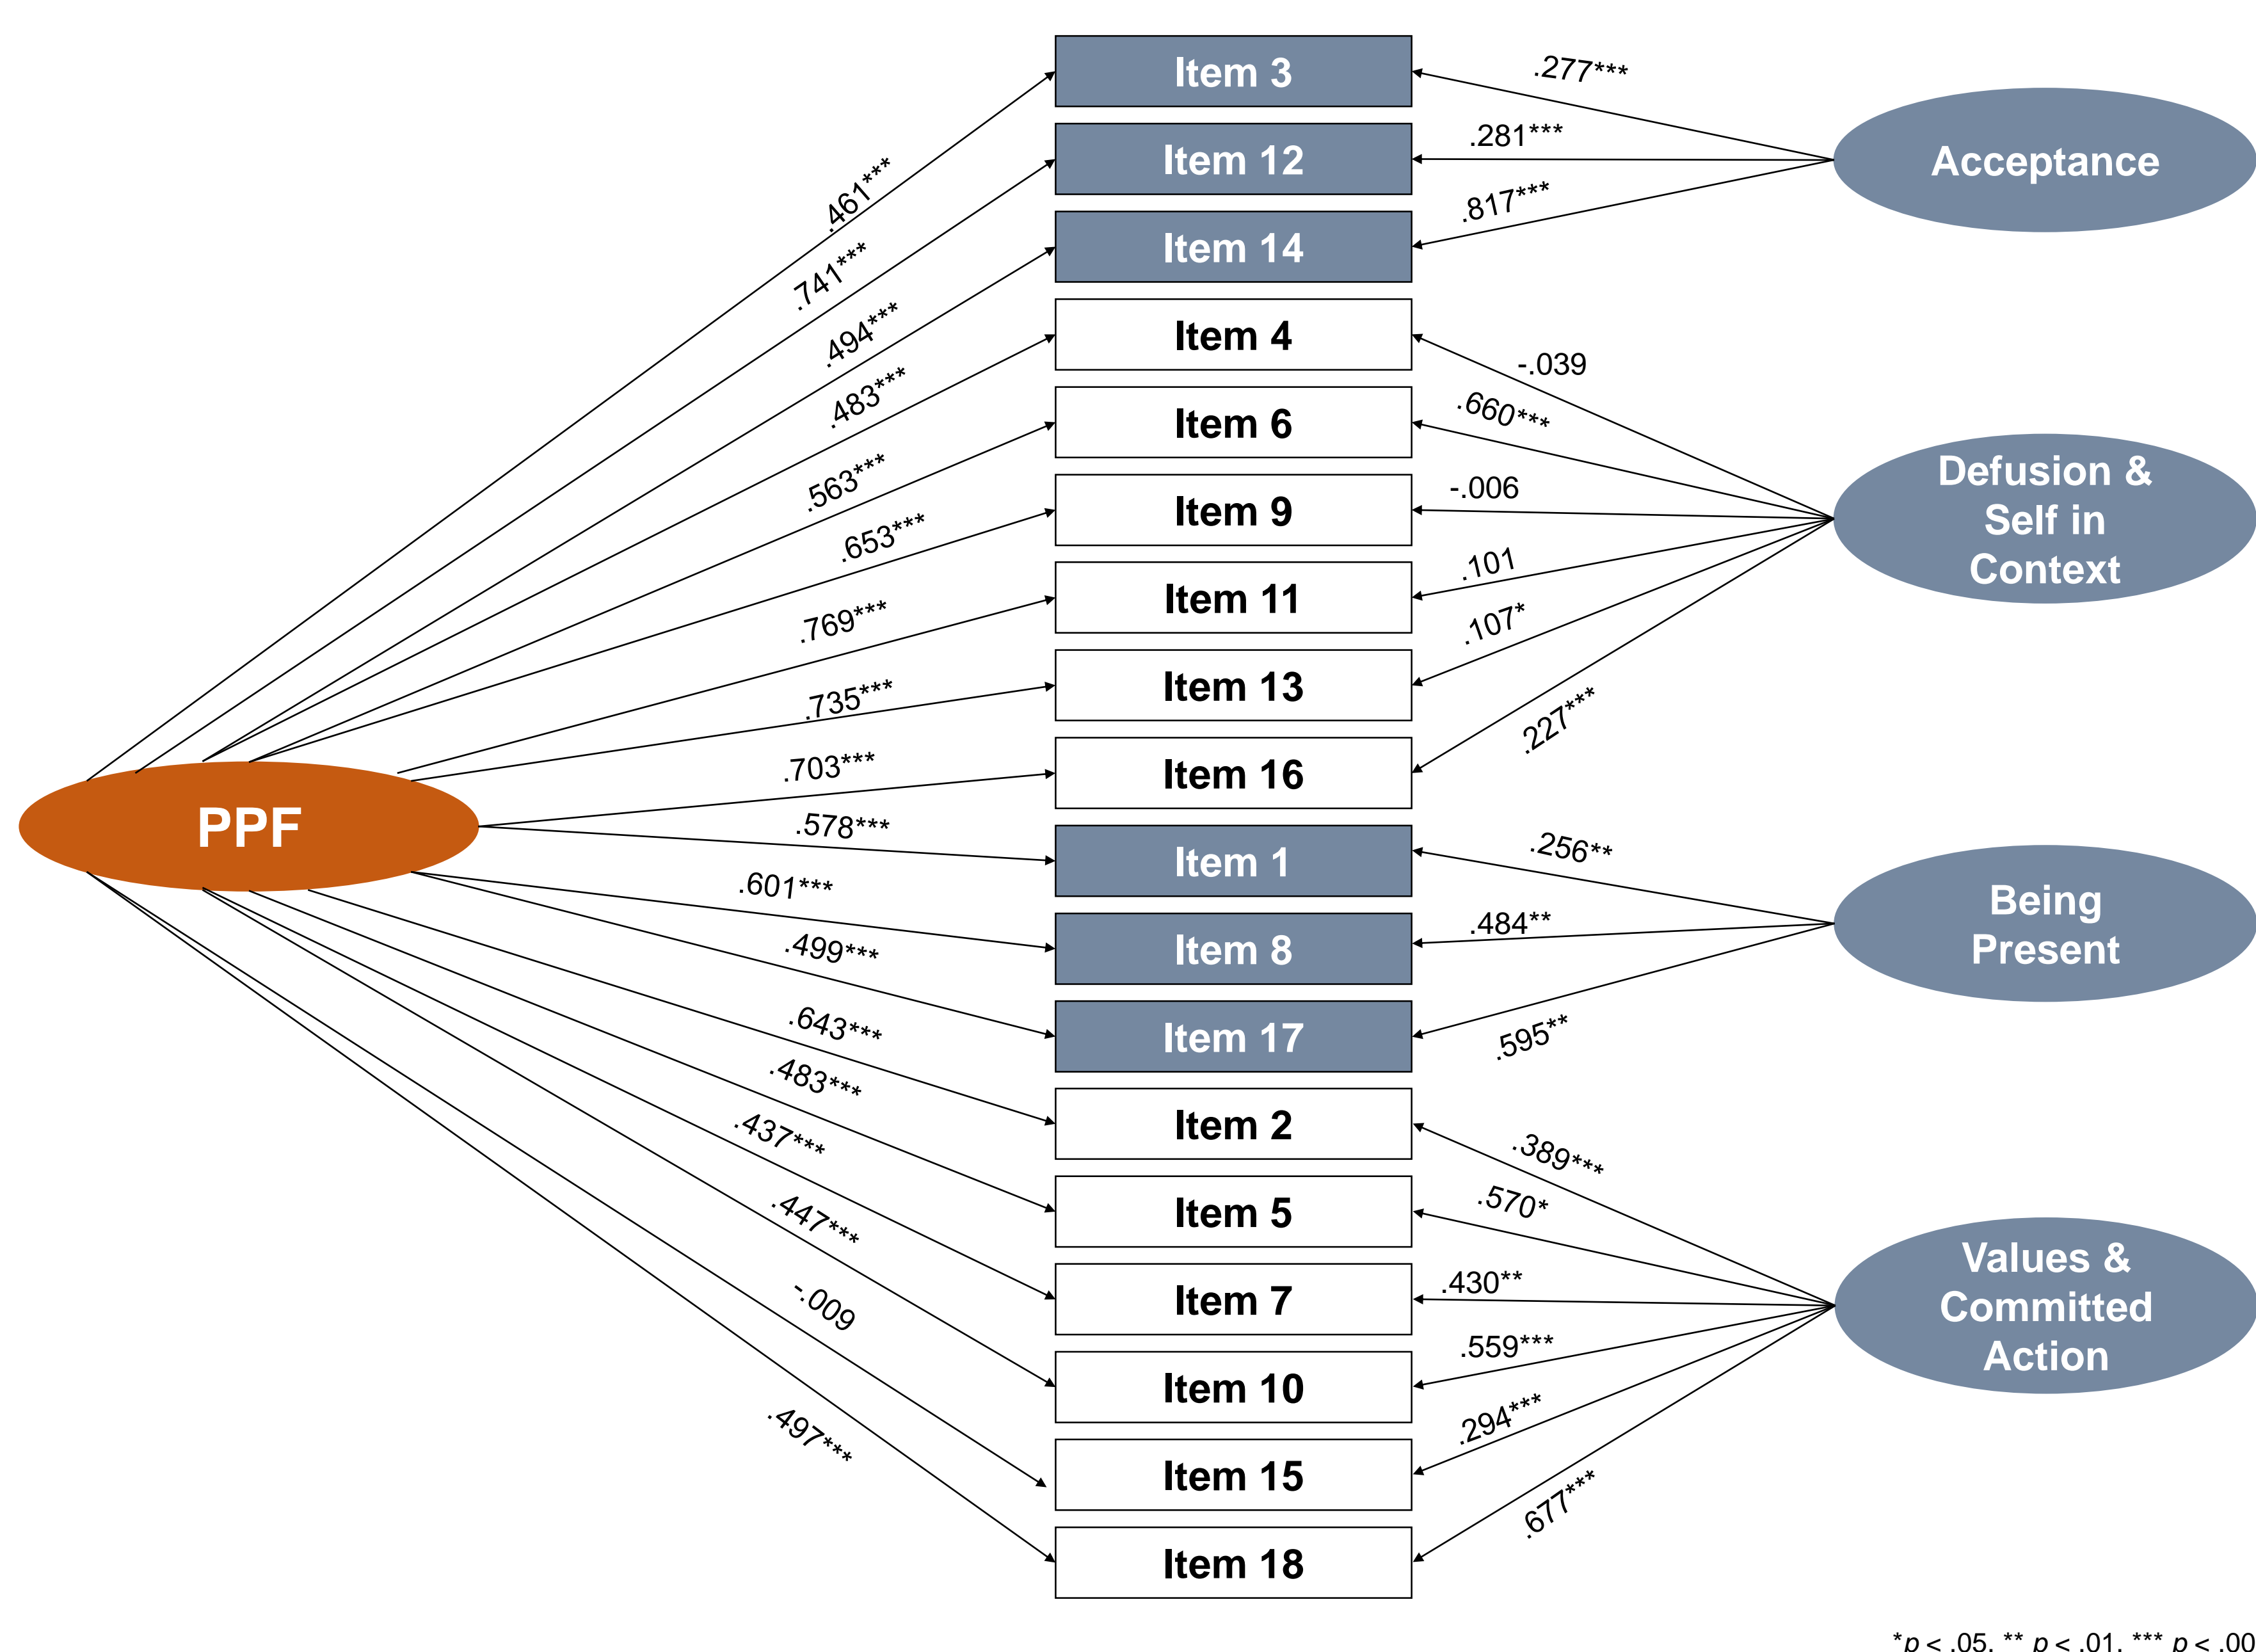 Item 3
Item 12
Item 14
Item 4
Item 6
Item 9
Item 11
Item 13
Item 16
Item 1
Item 8
Item 17
Item 2
Item 5
Item 7
Item 10
Item 15
Item 18
PPF
.461***
.741***
.494***
.483***
.563***
.653***
.769***
.735***
.703***
.578***
.601***
.499***
.643***
.483***
.437***
.447***
-.009
.497***
.277***
.281***
.817***
Acceptance
-.039
.660***
-.006
.101
.107*
.227***
Defusion &
Self in
Context
.256**
.484**
.595**
Being
Present
.389***
.570*
.430**
.559***
.294***
.677***
Values &
Committed
Action
*p < .05, ** p < .01, *** p < .00